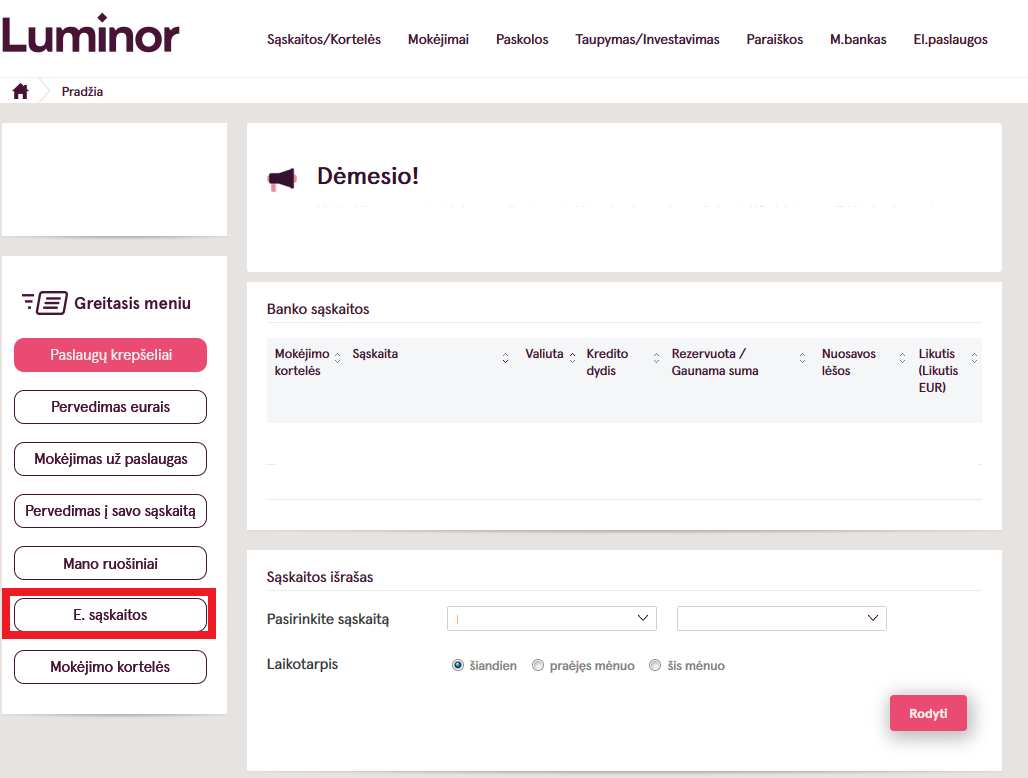 Luminor
Sąskaitos/Kortelės Mokėjimai Paskolos Taupymas/Investavimas Paraiškos M.bankas El.paslaugos
Pradžia
Dėmesio!
Greitasis meniu
Paslaugų krepšeliai
Pervedimas eurais
Mokėjimas už paslaugas
Pervedimas į savo sąskaitą
Mano ruošiniai
E. sąskaitos
Mokėjimo kortelės
Banko sąskaitos
Mokėjimo Sąskaita Valiuta Kredito Rezervuota / Nuosavos Likutis
kortelės dydis Gaunama suma lėšos (Likutis
EUR)
Sąskaitos išrašas
Pasirinkite sąskaitą
Laikotarpis šiandien praėjęs mėnuo šis mėnuo
Rodyti